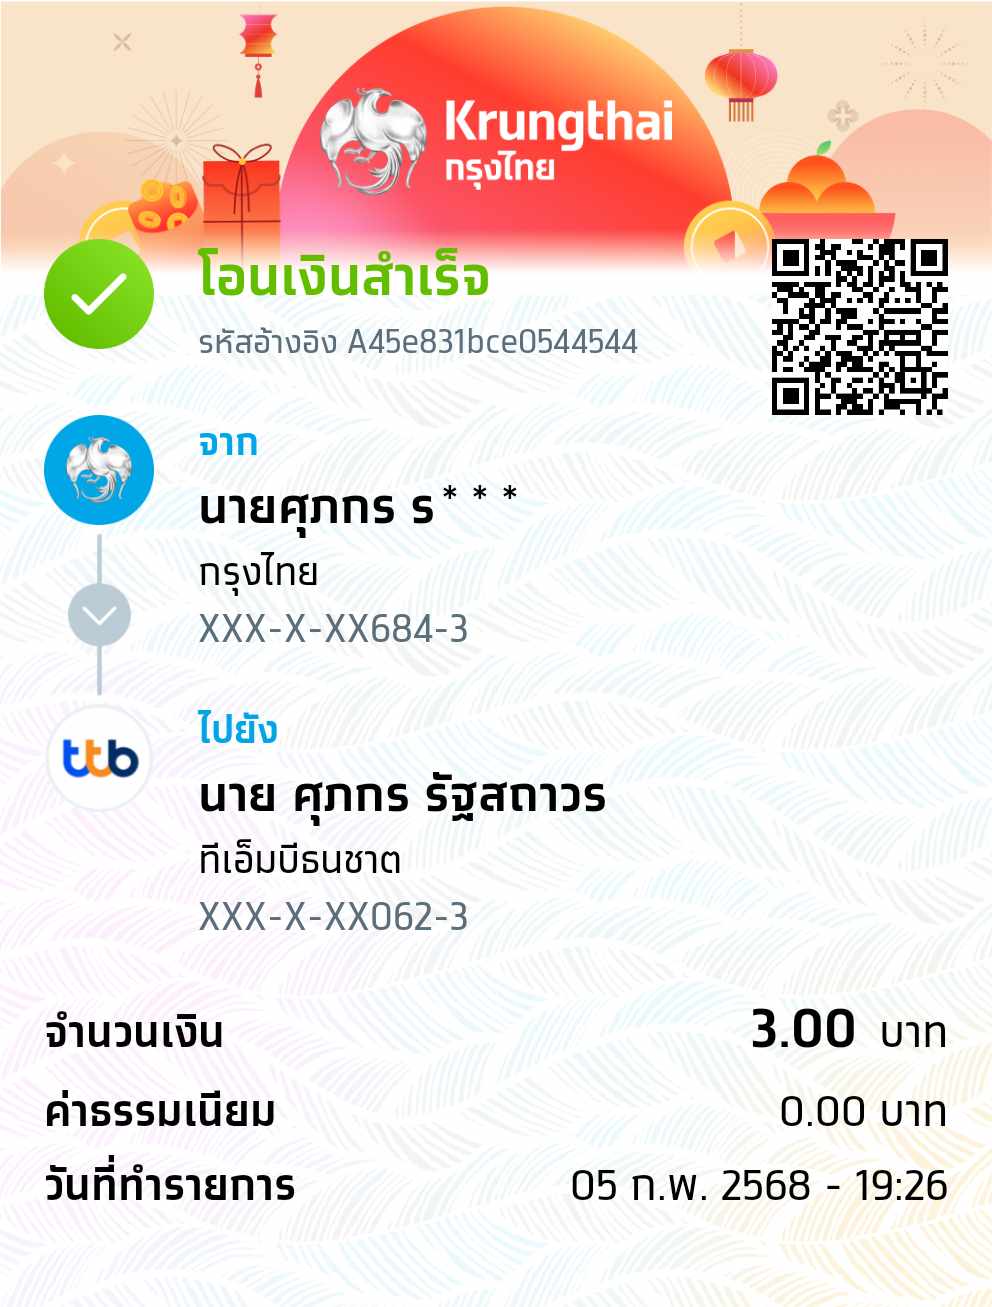 Krungthai
กรุงไทย
โอนเงินสำเร็จ
รหัสอ้างอิง A45e831bce0544544
จาก
นายศุภกร ร***
กรุงไทย
XXX-X-XX684-3
ไปยัง
ttb
นาย ศุภกร รัฐสถาวร
ทีเอ็มบีธนชาต
XXX-X-XX062-3
จำนวนเงิน 3.00 บาท
ค่าธรรมเนียม 0.00 บาท
วันที่ทำรายการ 05 ก.พ. 2568 - 19:26